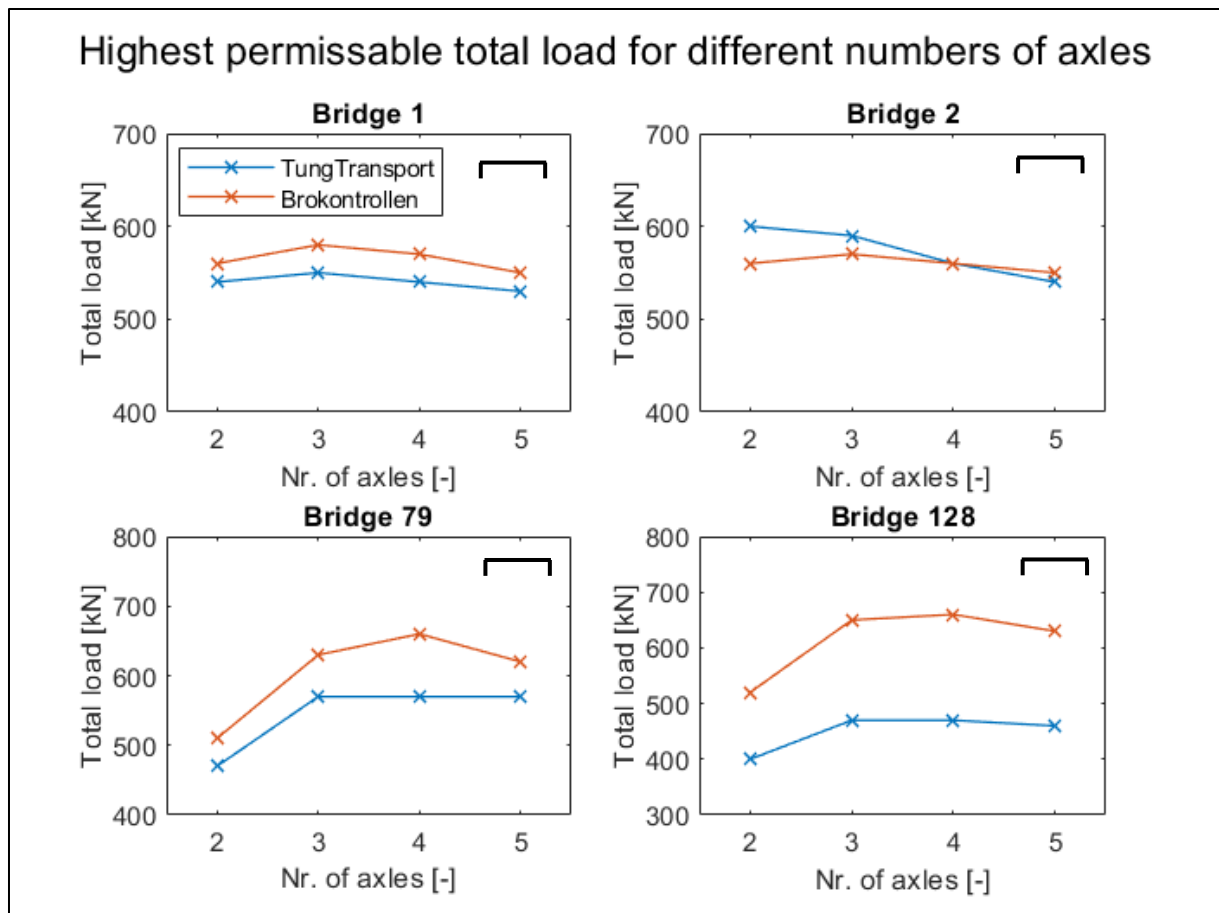 Highest permissable total load for different numbers of axles
Bridge 1
700
600
500
400
Total load [kN]
TungTransport
Brokontrollen
2 3 4 5
Nr. of axles [-]
Bridge 2
700
600
500
400
Total load [kN]
2 3 4 5
Nr. of axles [-]
Bridge 79
800
700
600
500
400
Total load [kN]
2 3 4 5
Nr. of axles [-]
Bridge 128
800
700
600
500
400
300
Total load [kN]
2 3 4 5
Nr. of axles [-]